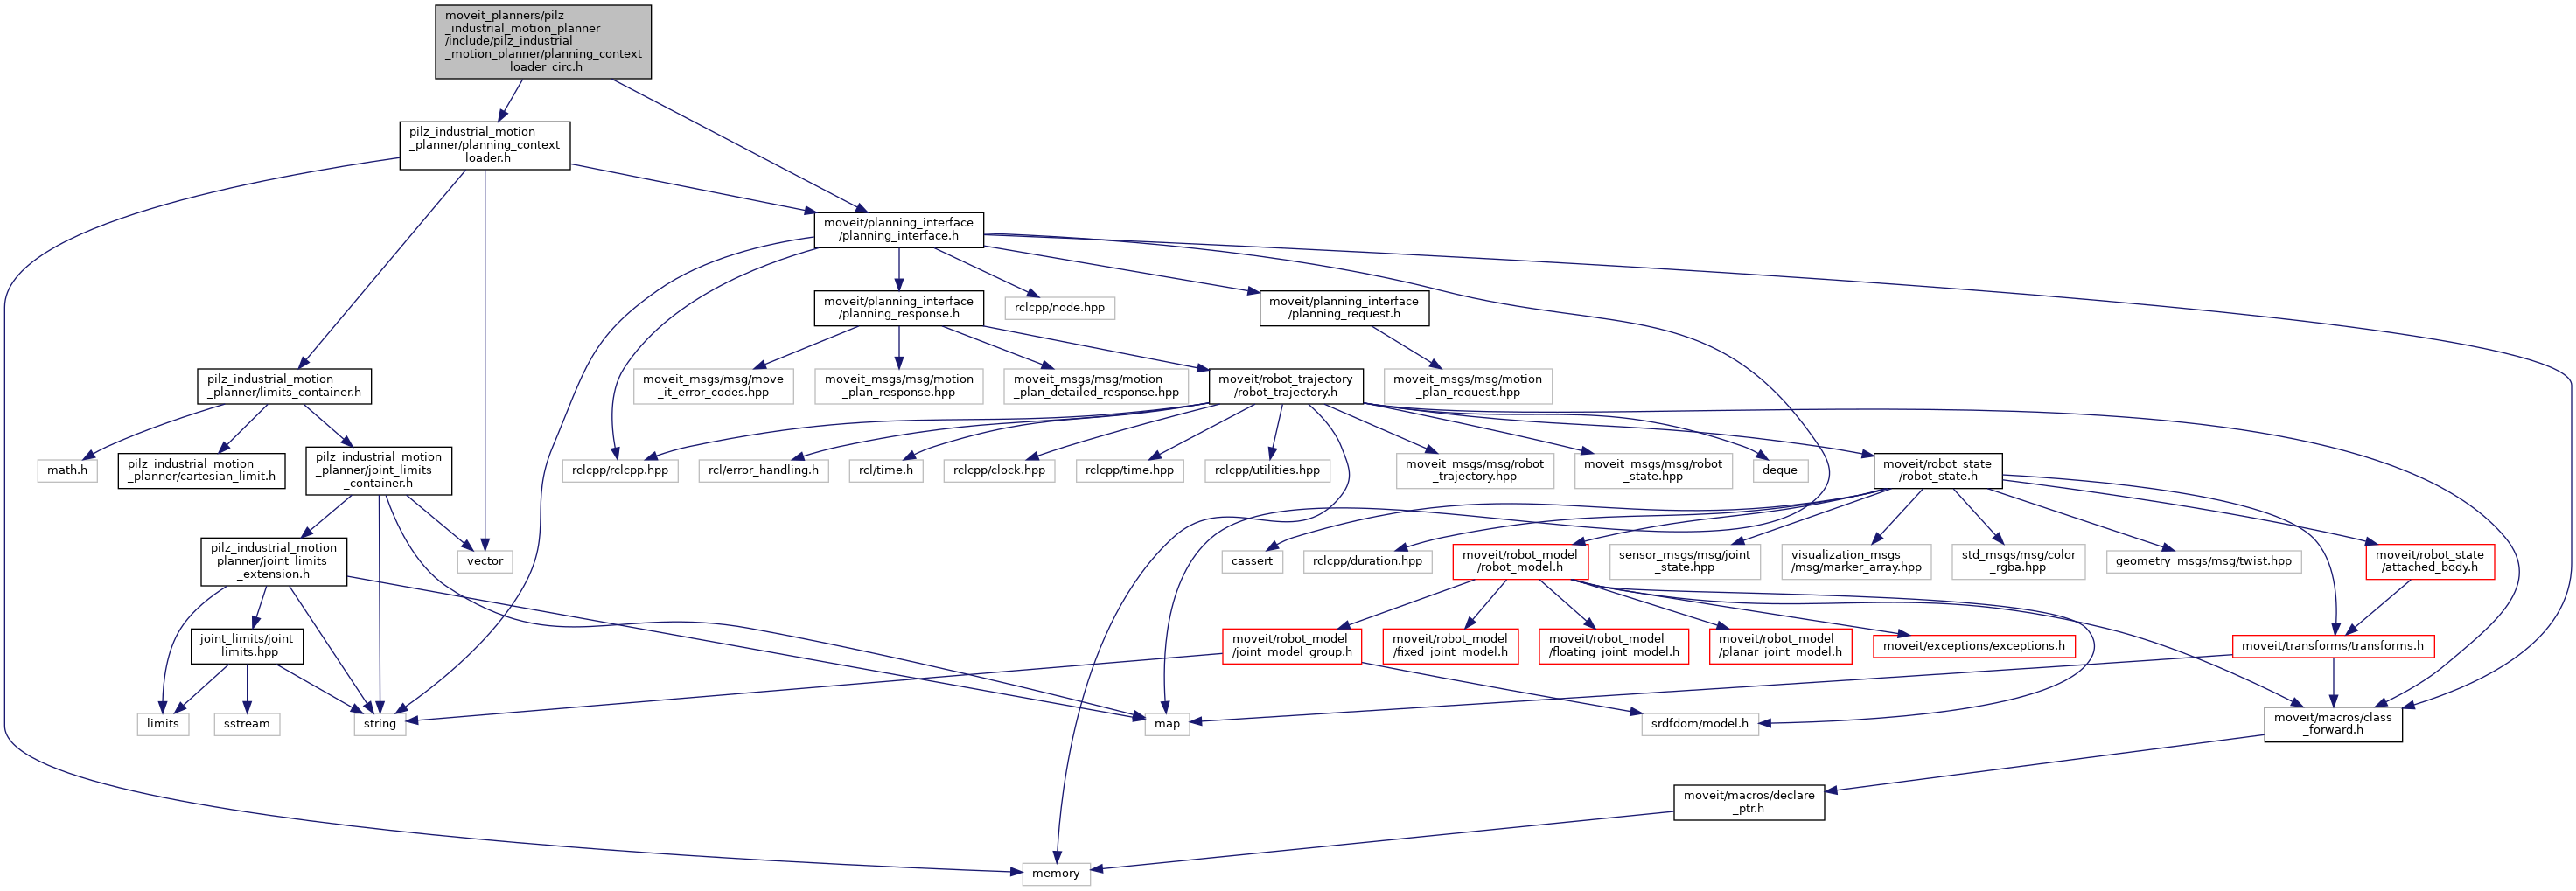 moveit_planners/pilz
_industrial_motion_planner
/include/pilz_industrial
_motion_planner/planning_context
_loader_circ.h
pilz_industrial_motion
_planner/planning_context
_loader.h
moveit/planning_interface
/planning_interface.h
moveit/planning_interface
/planning_response.h
rclcpp/node.hpp
moveit/planning_interface
/planning_request.h
pilz_industrial_motion
_planner/limits_container.h
moveit_msgs/msg/move
_it_error_codes.hpp
moveit_msgs/msg/motion
_plan_response.hpp
moveit_msgs/msg/motion
_plan_detailed_response.hpp
moveit/robot_trajectory
/robot_trajectory.h
moveit_msgs/msg/motion
_plan_request.hpp
math.h
pilz_industrial_motion
_planner/cartesian_limit.h
pilz_industrial_motion
_planner/joint_limits
_container.h
rclcpp/rclcpp.hpp
rcl/error_handling.h
rcl/time.h
rclcpp/clock.hpp
rclcpp/time.hpp
rclcpp/utilities.hpp
moveit_msgs/msg/robot
_trajectory.hpp
moveit_msgs/msg/robot
_state.hpp
deque
moveit/robot_state
/robot_state.h
pilz_industrial_motion
_planner/joint_limits
_extension.h
vector
cassert
rclcpp/duration.hpp
moveit/robot_model
/robot_model.h
sensor_msgs/msg/joint
_state.hpp
visualization_msgs
/msg/marker_array.hpp
std_msgs/msg/color
_rgba.hpp
geometry_msgs/msg/twist.hpp
moveit/robot_state
/attached_body.h
joint_limits/joint
_limits.hpp
moveit/robot_model
/joint_model_group.h
moveit/robot_model
/fixed_joint_model.h
moveit/robot_model
/floating_joint_model.h
moveit/robot_model
/planar_joint_model.h
moveit/exceptions/exceptions.h
moveit/transforms/transforms.h
limits
sstream
string
map
srdfdom/model.h
moveit/macros/class
_forward.h
moveit/macros/declare
_ptr.h
memory